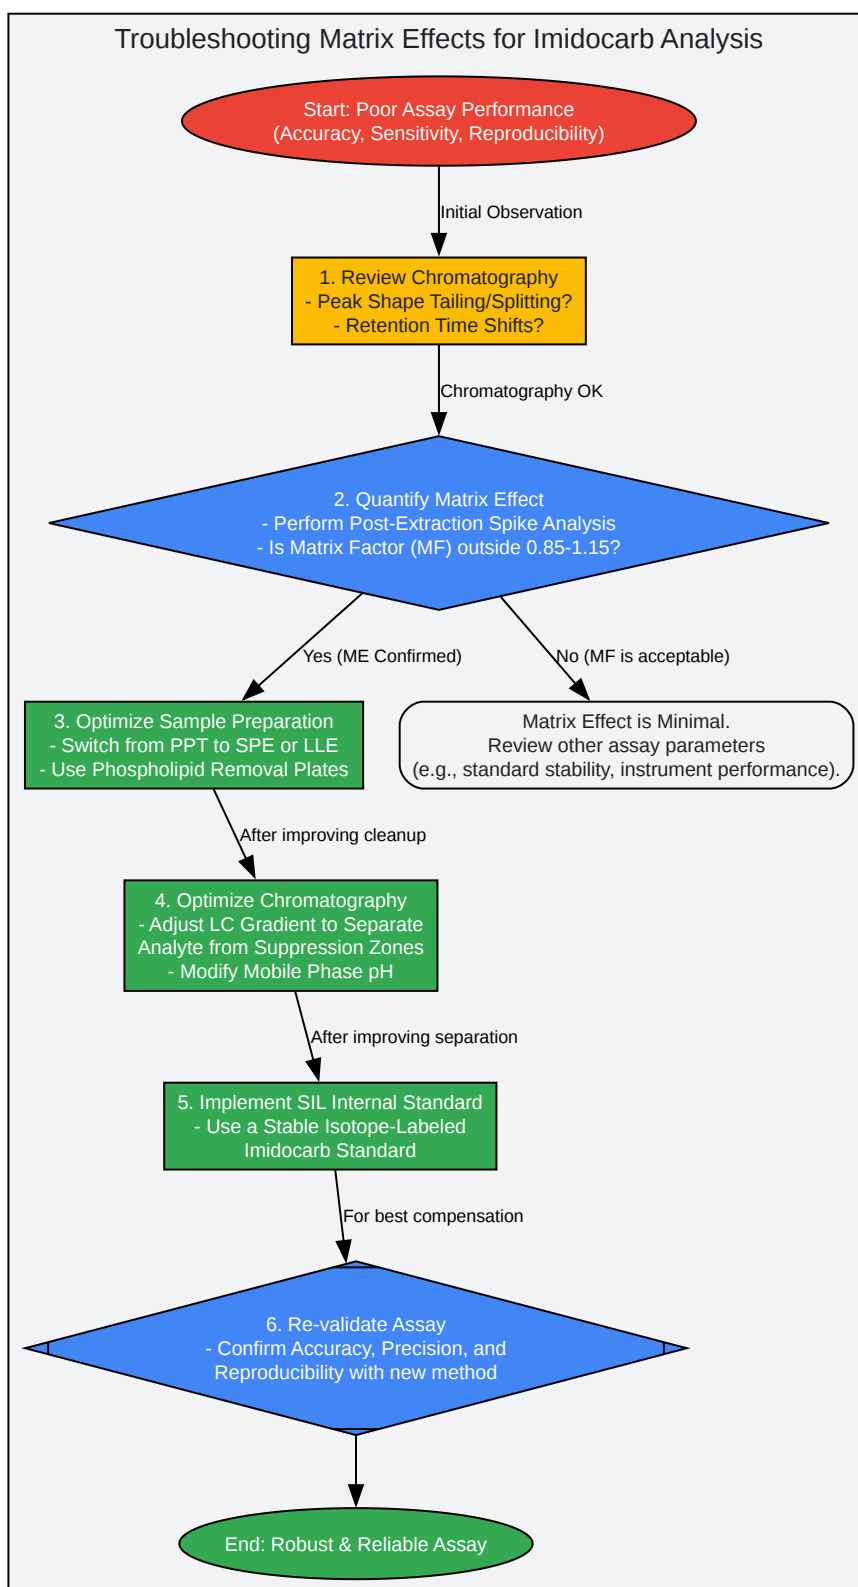 Troubleshooting Matrix Effects for Imidocarb Analysis
Start: Poor Assay Performance
(Accuracy, Sensitivity, Reproducibility)
Initial Observation
1. Review Chromatography
- Peak Shape Tailing/Splitting?
- Retention Time Shifts?
Chromatography OK
2. Quantify Matrix Effect
- Perform Post-Extraction Spike Analysis
- Is Matrix Factor (MF) outside 0.85-1.15?
Yes (ME Confirmed)
No (MF is acceptable)
3. Optimize Sample Preparation
- Switch from PPT to SPE or LLE
- Use Phospholipid Removal Plates
Matrix Effect is Minimal.
Review other assay parameters
(e.g., standard stability, instrument performance).
After improving cleanup
4. Optimize Chromatography
- Adjust LC Gradient to Separate
Analyte from Suppression Zones
- Modify Mobile Phase pH
After improving separation
5. Implement SIL Internal Standard
- Use a Stable Isotope-Labeled
Imidocarb Standard
For best compensation
6. Re-validate Assay
- Confirm Accuracy, Precision, and
Reproducibility with new method
End: Robust & Reliable Assay